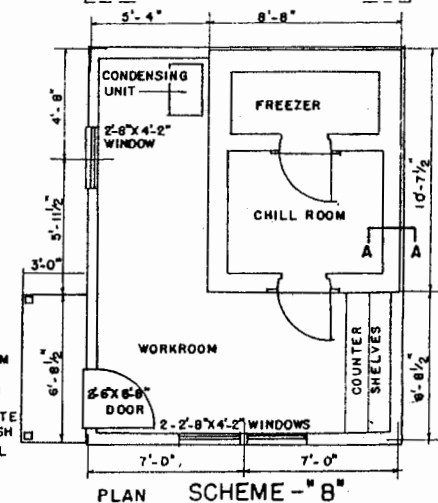 5'-4"
8'-8"
CONDENSING
UNIT
FREEZER
4'-8"
2'-8"X4'-2"
WINDOW
10'-7½"
CHILL ROOM
5'-11½"
A
A
3'-0"
WORKROOM
COUNTER
SHELVES
6'-8½"
6'-8½"
2'-6"X6'-8"
DOOR
2-2'-8"X4'-2" WINDOWS
M
TE
SH
L
7'-0"
7'-0"
PLAN SCHEME-"B"